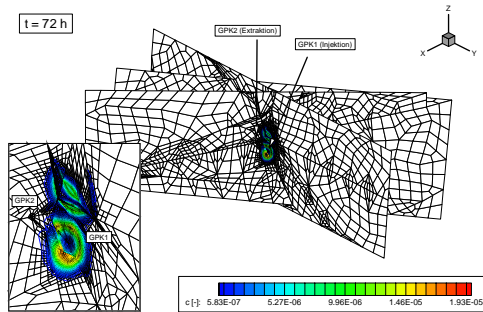 t = 72 h
GPK2 (Extraktion)
GPK1 (Injektion)
Z
X
Y
GPK2
GPK1
c [-]: 5.83E-07 5.27E-06 9.96E-06 1.46E-05 1.93E-05